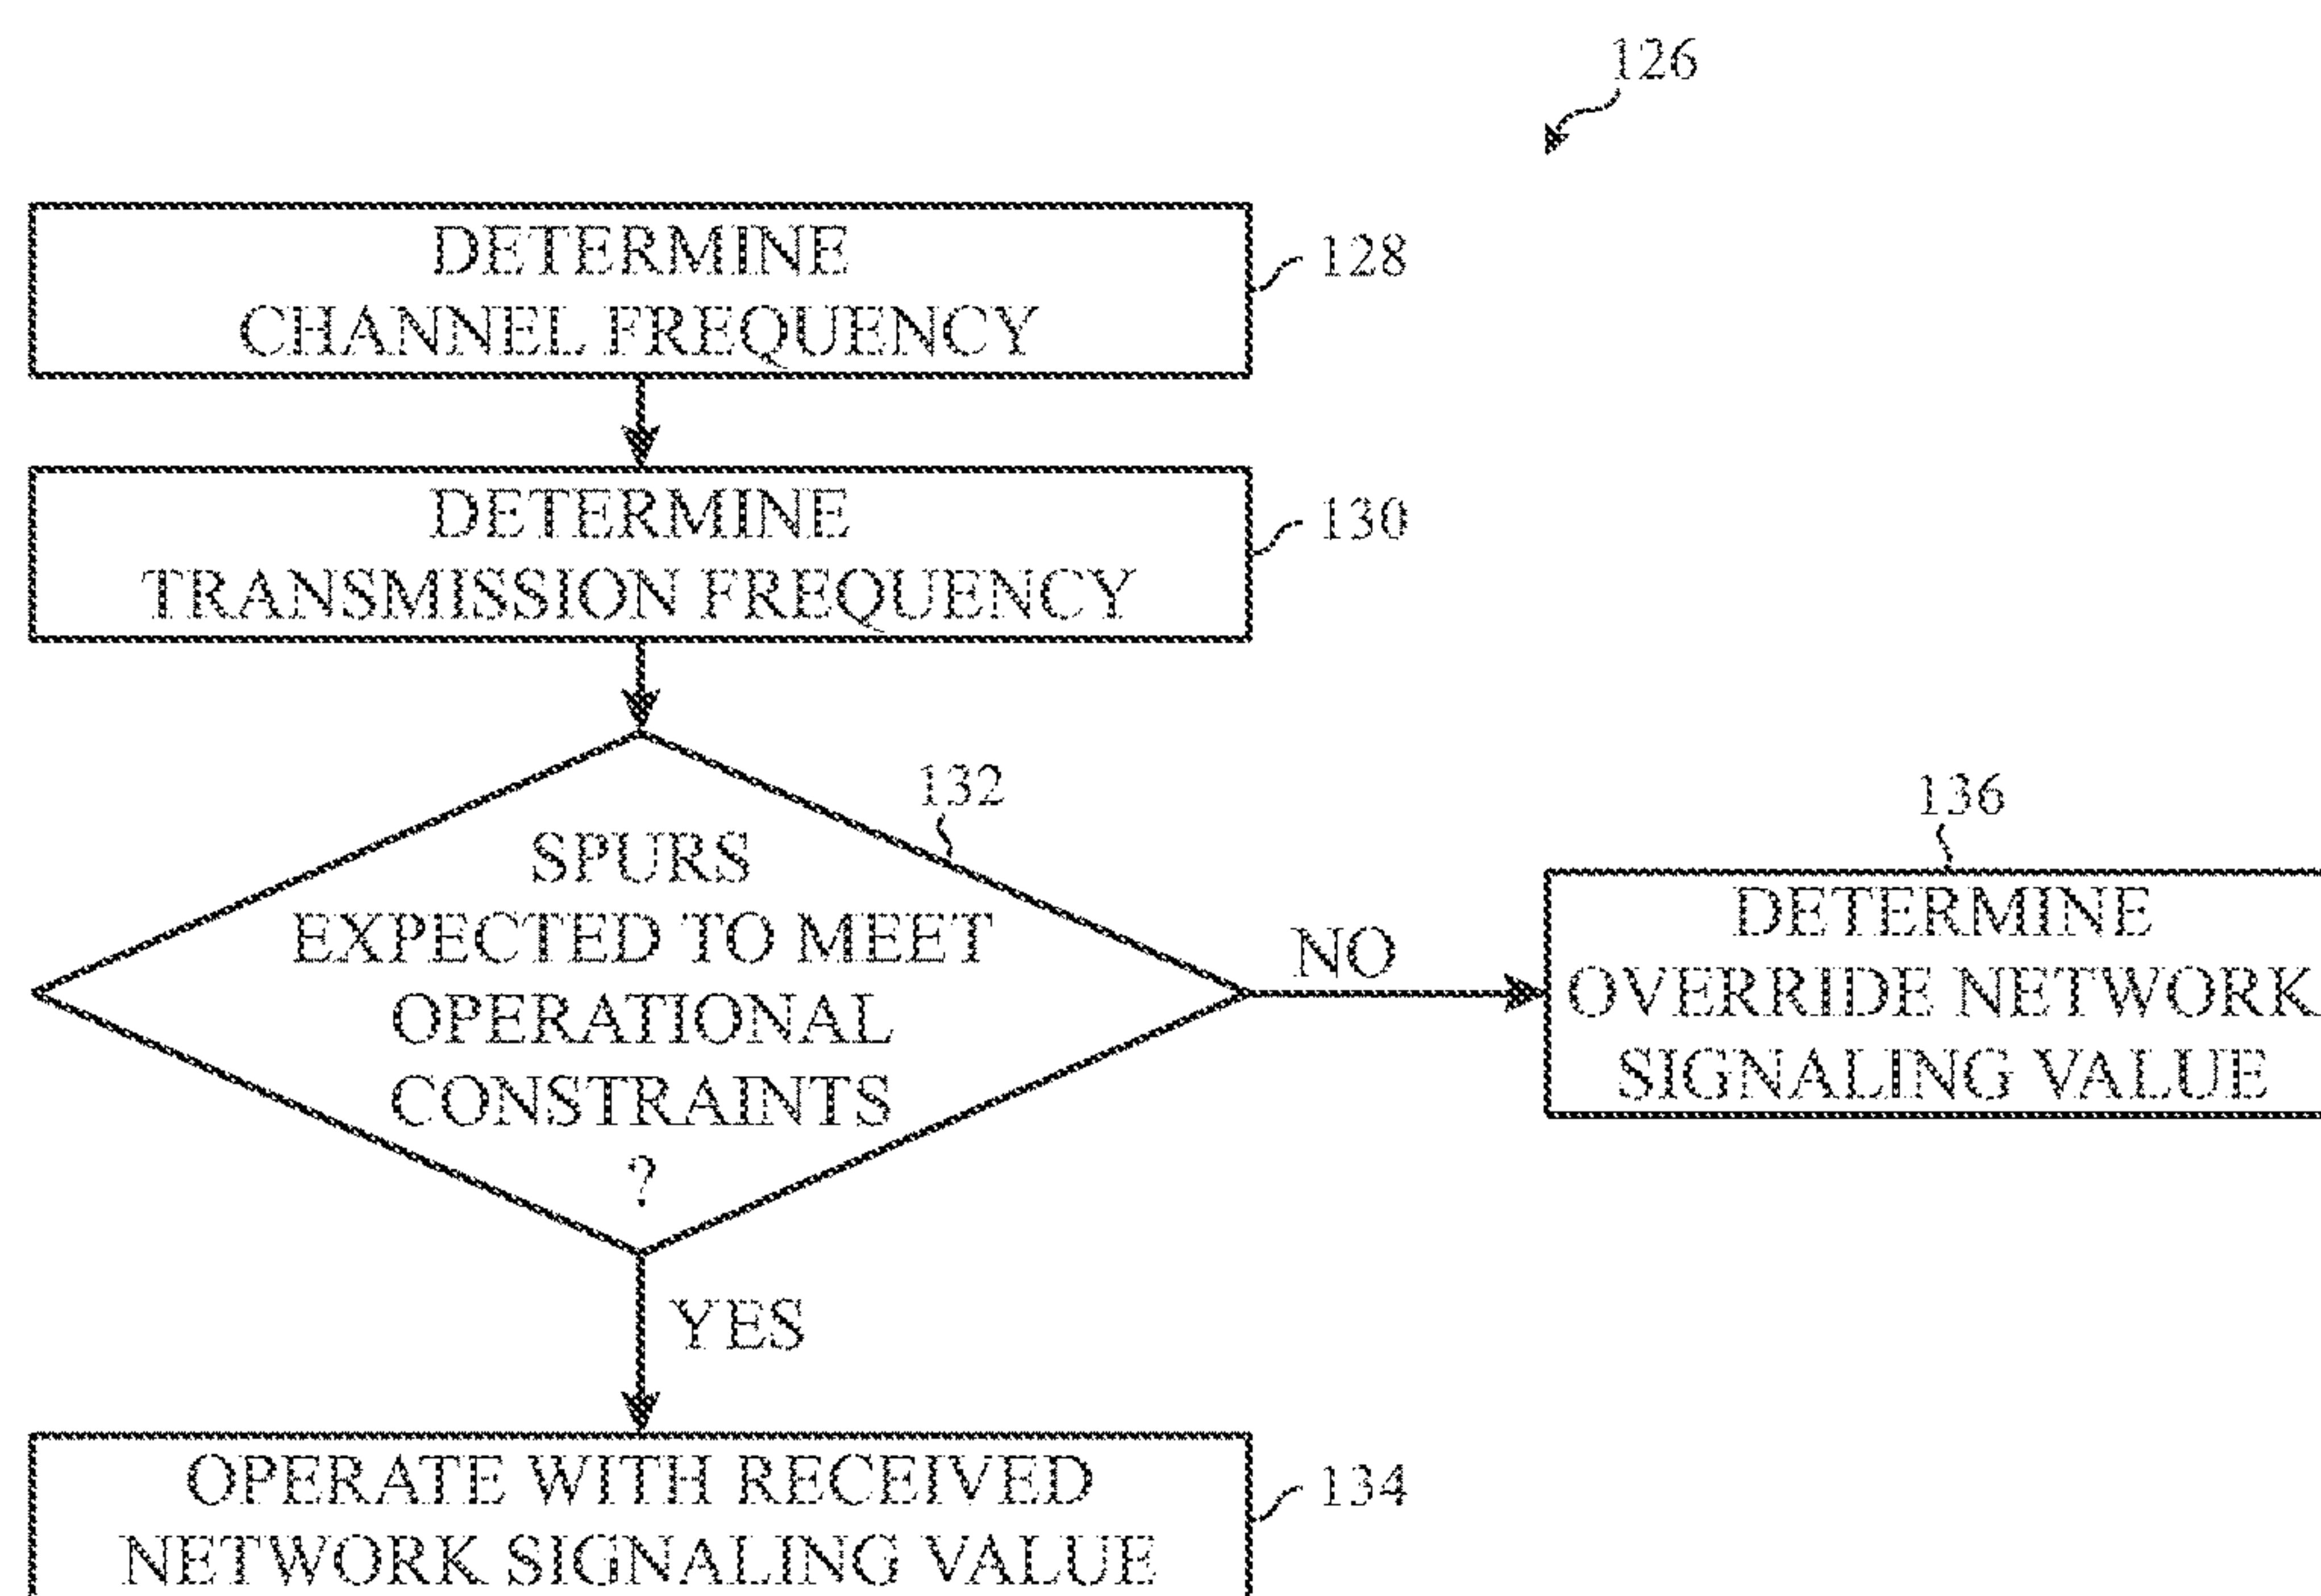 126
DETERMINE
CHANNEL FREQUENCY
128
DETERMINE
TRANSMISSION FREQUENCY
130
132
SPURS
EXPECTED TO MEET
OPERATIONAL
CONSTRAINTS
?
NO
136
DETERMINE
OVERRIDE NETWORK
SIGNALING VALUE
YES
OPERATE WITH RECEIVED
NETWORK SIGNALING VALUE
134